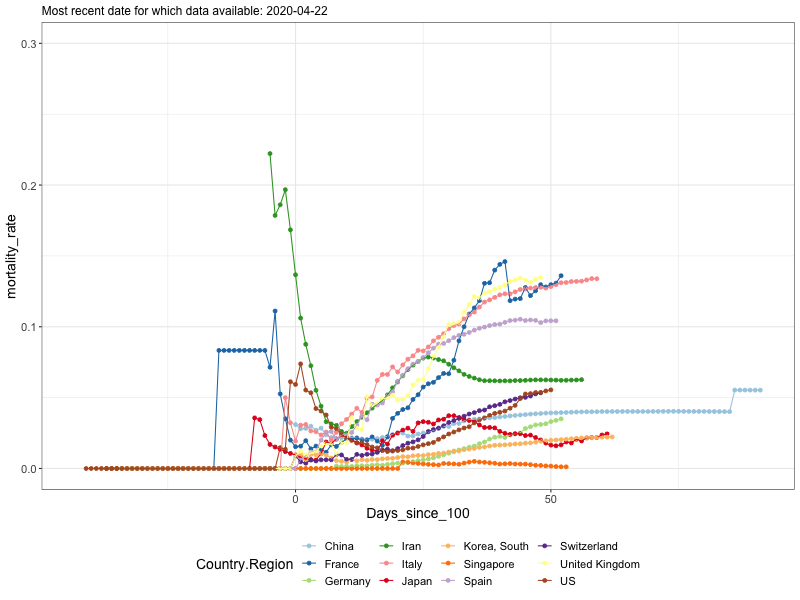 Most recent date for which data available: 2020-04-22
0.3
0.2
0.1
0.0
mortality_rate
0
50
Days_since_100
Country.Region
China
Iran
Korea, South
Switzerland
France
Italy
Singapore
United Kingdom
Germany
Japan
Spain
US